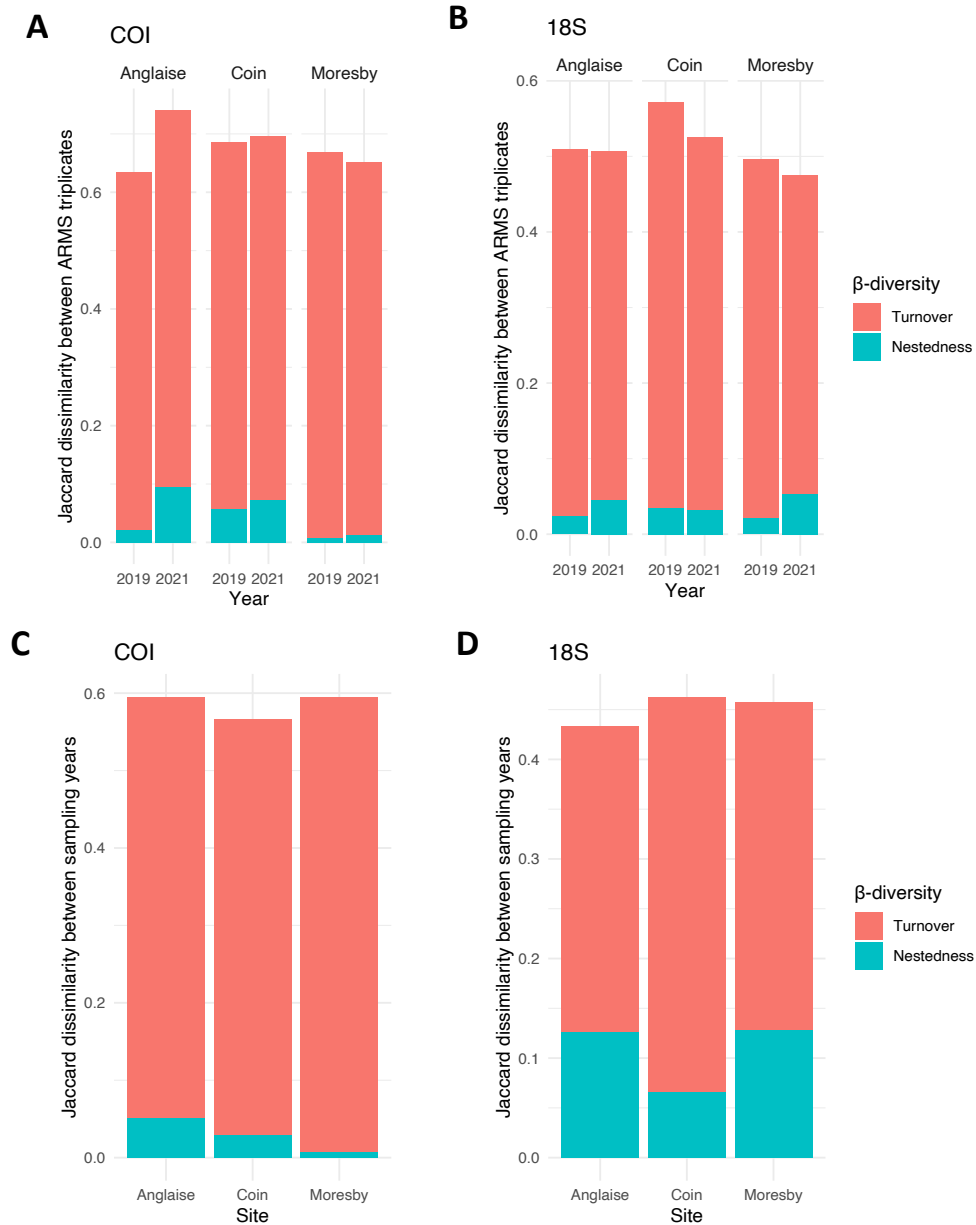 A
COI
Anglaise Coin Moresby
Jaccard dissimilarity between ARMS triplicates
0.6
0.4
0.2
0.0
2019 2021 2019 2021 2019 2021
Year
B
18S
Anglaise Coin Moresby
Jaccard dissimilarity between ARMS triplicates
0.6
0.4
0.2
0.0
2019 2021 2019 2021 2019 2021
Year
β-diversity
Turnover
Nestedness
C
COI
Jaccard dissimilarity between sampling years
0.6
0.4
0.2
0.0
Anglaise Coin Moresby
Site
D
18S
Jaccard dissimilarity between sampling years
0.4
0.3
0.2
0.1
0.0
Anglaise Coin Moresby
Site
β-diversity
Turnover
Nestedness